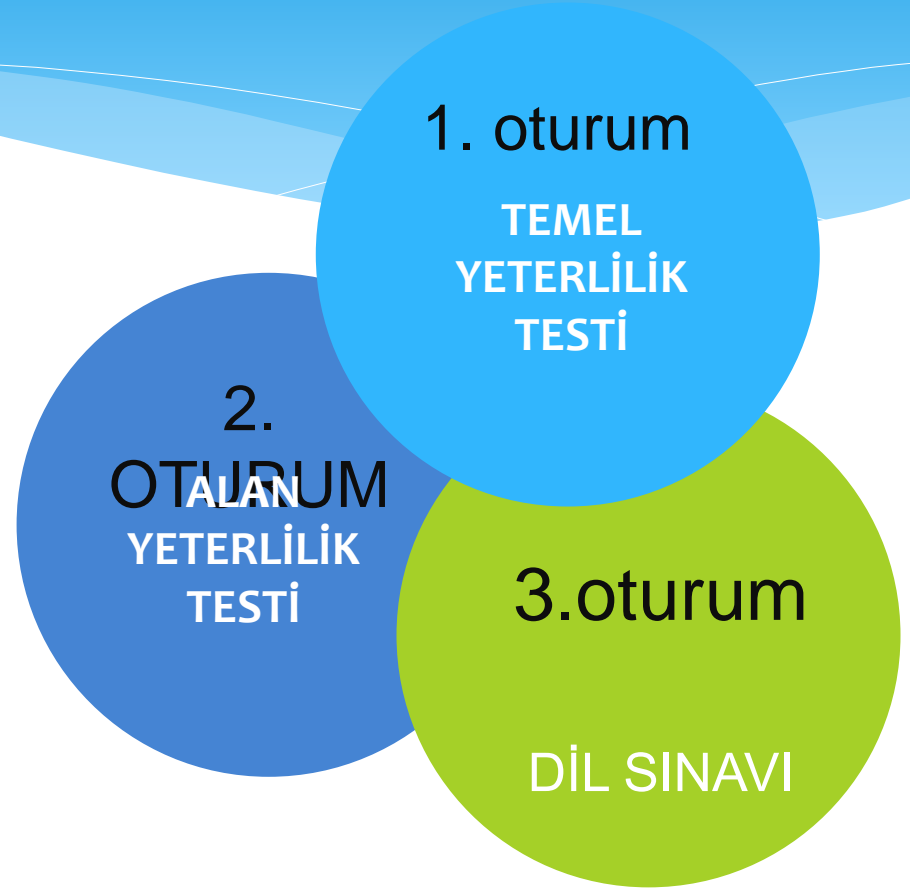 1. oturum
TEMEL
YETERLİLİK
TESTİ
2.
OTURUM
ALAN
YETERLİLİK
TESTİ
3.oturum
DİL SINAVI